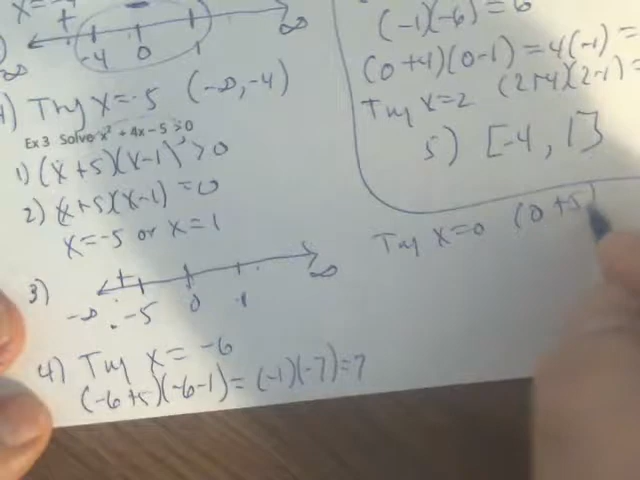 x=
+
-∞ -4 0 1 ∞
4) Try x=-5 (-∞,-4)
Ex 3 Solve x² + 4x - 5 > 0
1) (x+5)(x-1) > 0
2) (x+5)(x-1) = 0
x=-5 or x=1
3) + -∞ -5 0 1 ∞
4) Try x = -6
(-6+5)(-6-1) = (-1)(-7) = 7
(-1)(-6) = 6
(0+4)(0-1) = 4(-1) =
Try x=2 (2+4)(2-1) =
5) [-4, 1]
Try x=0 (0+5)